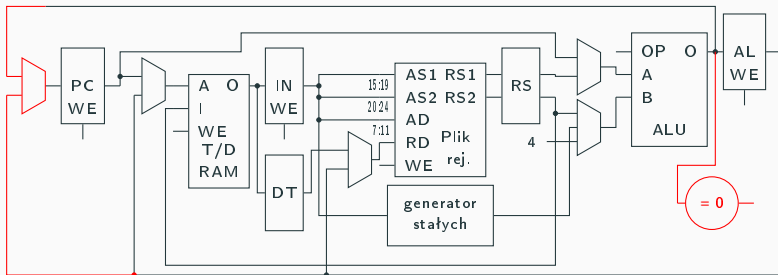 PC
WE
A O
I
WE
T/D
RAM
IN
WE
DT
15:19
20:24
7:11
AS1 RS1
AS2 RS2
AD
RD
WE
Plik
rej.
generator
stałych
RS
4
OP O
A
B
ALU
AL
WE
= 0